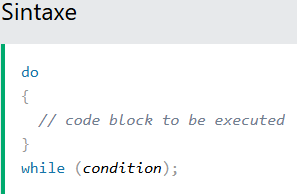 Sintaxe
do
{
// code block to be executed
}
while (condition);